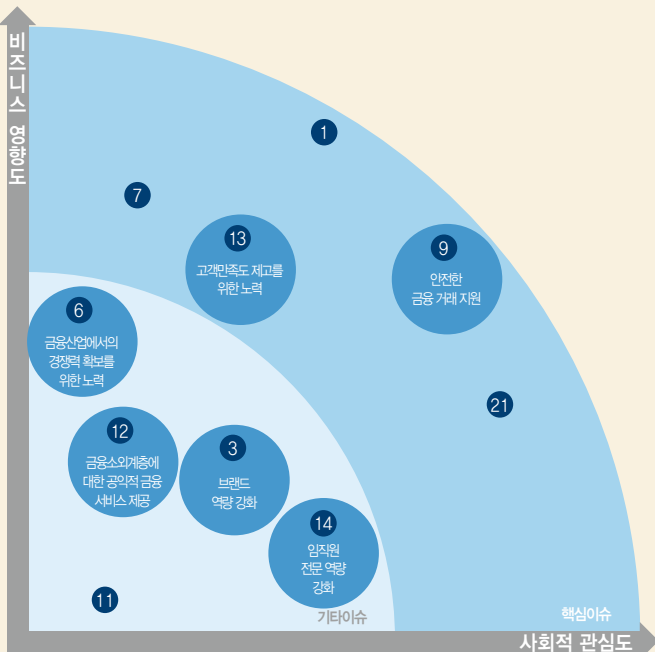 비즈니스 영향도
1
7
13
고객만족도 제고를
위한 노력
9
안전한
금융 거래 지원
6
금융산업에서의
경쟁력 확보를
위한 노력
21
12
금융소외계층에
대한 공익적 금융
서비스 제공
3
브랜드
역량 강화
14
임직원
전문 역량
강화
11
기타이슈
핵심이슈
사회적 관심도